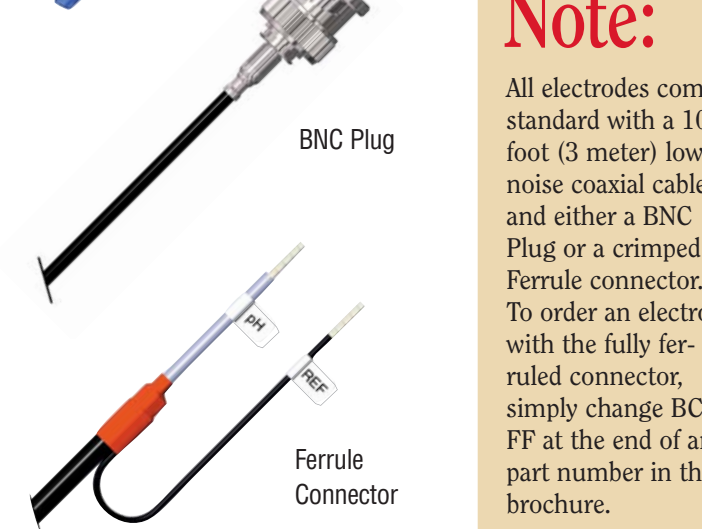 BNC Plug
pH
REF
Ferrule
Connector
Note:
All electrodes com
standard with a 10
foot (3 meter) low
noise coaxial cable
and either a BNC
Plug or a crimped
Ferrule connector.
To order an electro
with the fully fer-
ruled connector,
simply change BC
FF at the end of an
part number in th
brochure.